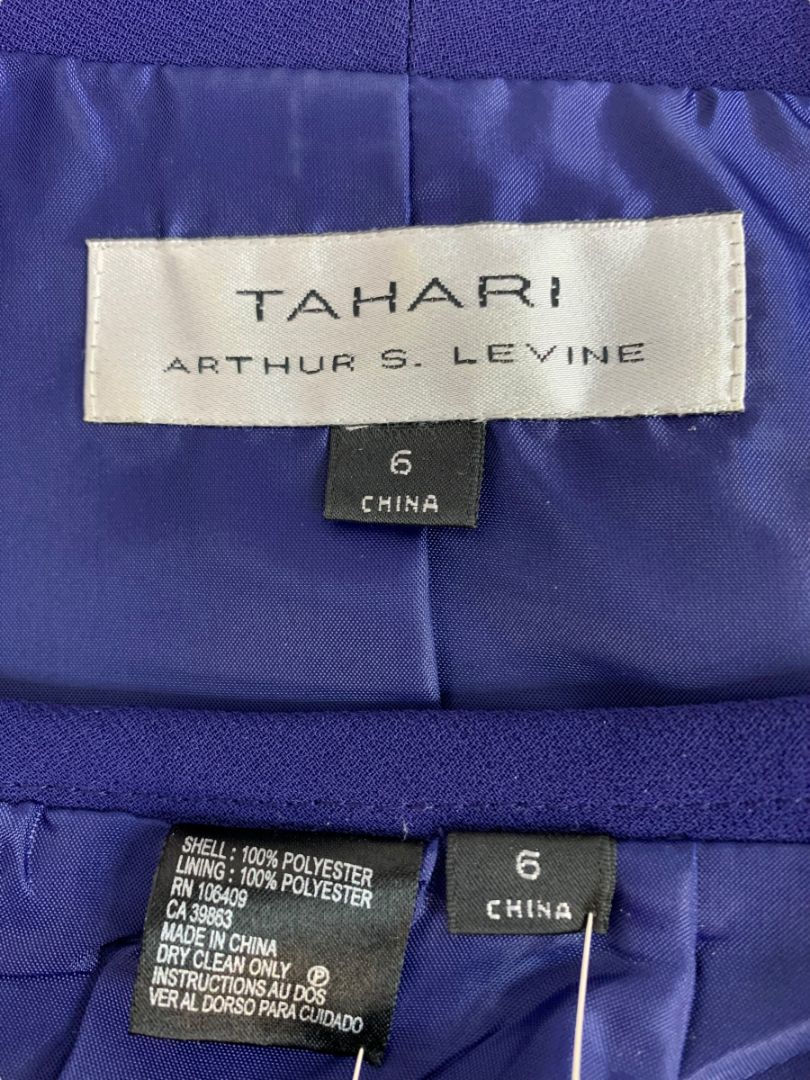 TAHARI
ARTHUR S. LEVINE
6
CHINA
SHELL : 100% POLYESTER
LINING : 100% POLYESTER
RN 106409
CA 39863
MADE IN CHINA
DRY CLEAN ONLY Ⓟ
INSTRUCTIONS AU DOS
VER AL DORSO PARA CUIDADO
6
CHINA